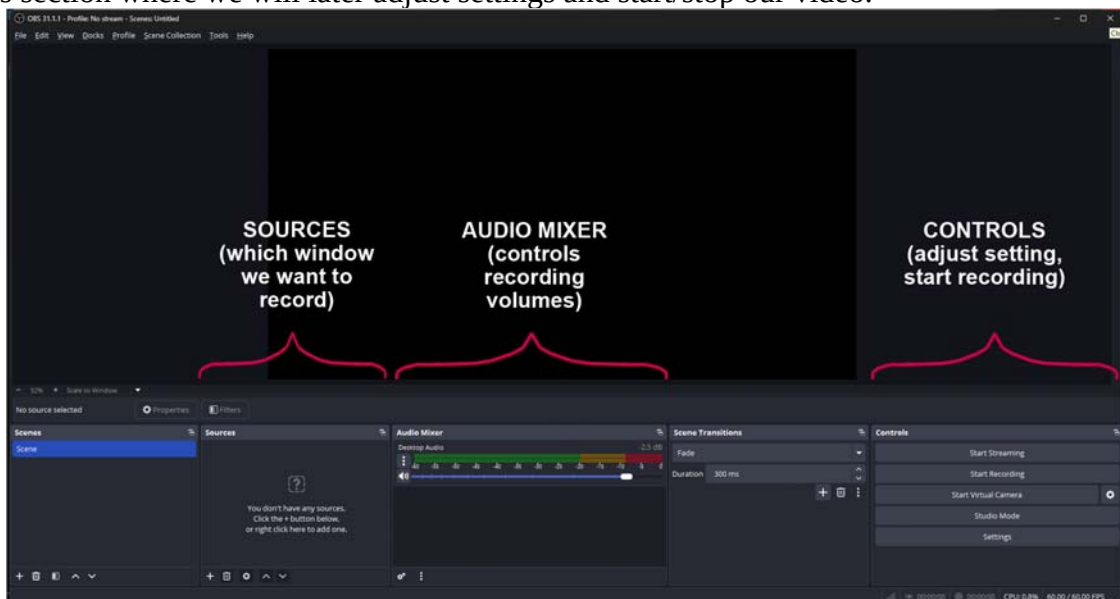 s section where we will later adjust settings and start/stop our video.
OBS 31.1.1 - Profile: No stream - Scenes: Untitled
File Edit View Docks Profile Scene Collection Tools Help
SOURCES
(which window
we want to
record)
AUDIO MIXER
(controls
recording
volumes)
CONTROLS
(adjust setting,
start recording)
52% Scale to Window
No source selected Properties Filters
Scenes
Scene
Sources
You don't have any sources.
Click the + button below,
or right click here to add one.
Audio Mixer
Desktop Audio -2.5 dB
Scene Transitions
Fade
Duration 300 ms
Controls
Start Streaming
Start Recording
Start Virtual Camera
Studio Mode
Settings
CPU: 0.8% 60.00 / 60.00 FPS